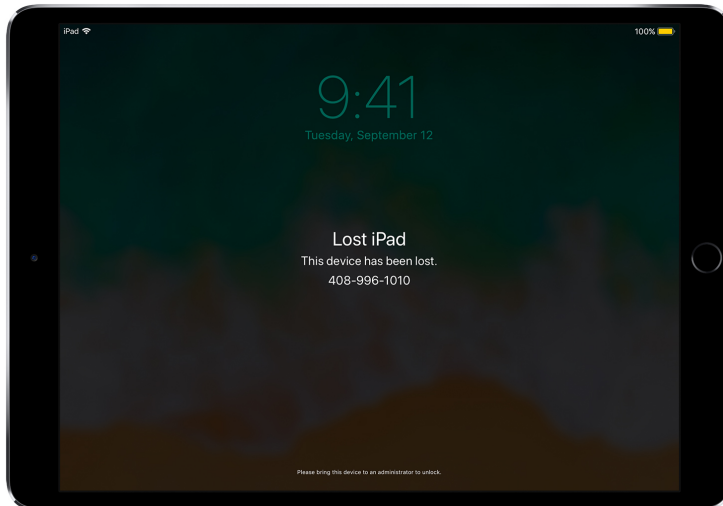 iPad
100%
9:41
Tuesday, September 12
Lost iPad
This device has been lost.
408-996-1010
Please bring this device to an administrator to unlock.